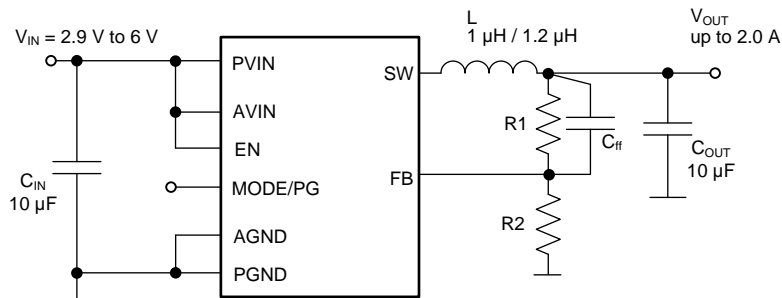 L
1 µH / 1.2 µH
V_OUT
up to 2.0 A
V_IN = 2.9 V to 6 V
PVIN
SW
AVIN
R1
C_ff
C_OUT
10 µF
EN
C_IN
10 µF
MODE/PG
FB
AGND
R2
PGND